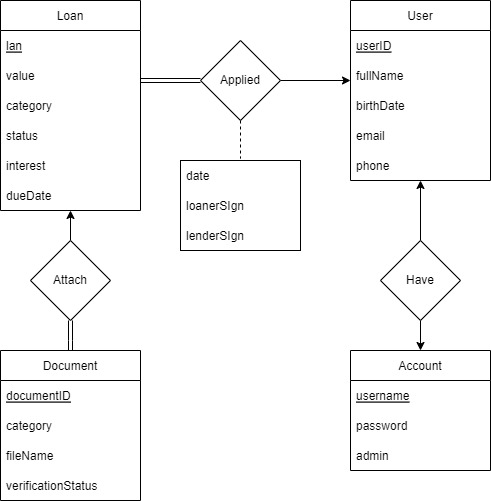 Loan
lan
value
category
status
interest
dueDate
Applied
date
loanerSIgn
lenderSIgn
User
userID
fullName
birthDate
email
phone
Attach
Have
Document
documentID
category
fileName
verificationStatus
Account
username
password
admin